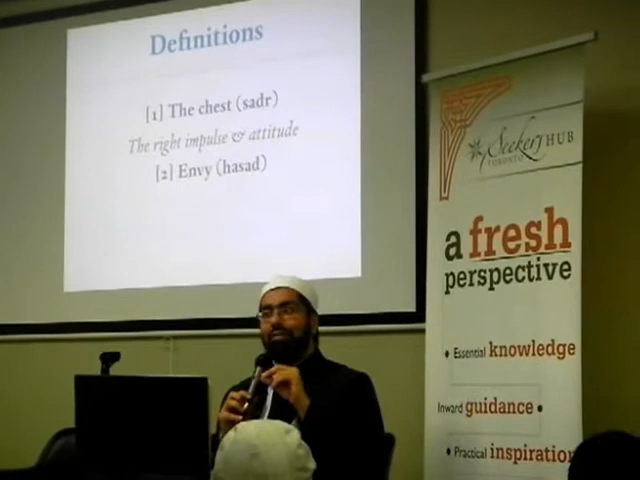 Definitions
[1] The chest (sadr)
The right impulse & attitude
[2] Envy (hasad)
SeekersHUB
TORONTO
a fresh
perspective
• Essential knowledge
Inward guidance •
• Practical inspiration